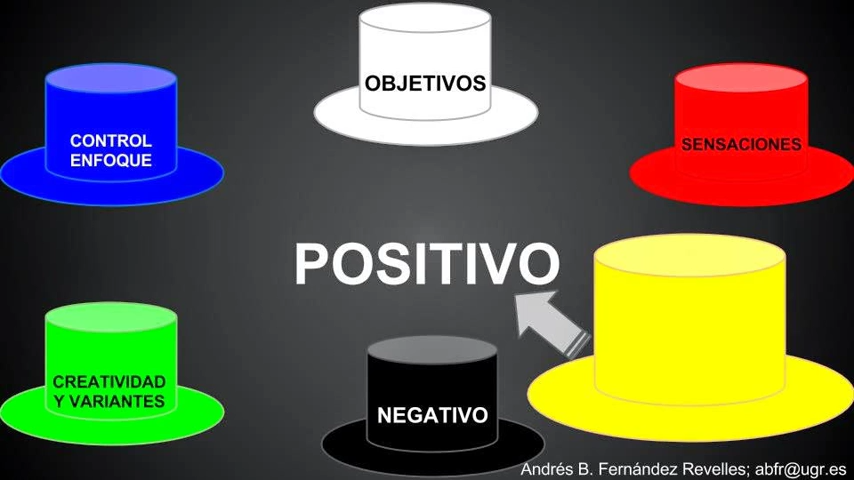 OBJETIVOS
CONTROL
ENFOQUE
SENSACIONES
POSITIVO
CREATIVIDAD
Y VARIANTES
NEGATIVO
Andrés B. Fernández Revelles; abfr@ugr.es